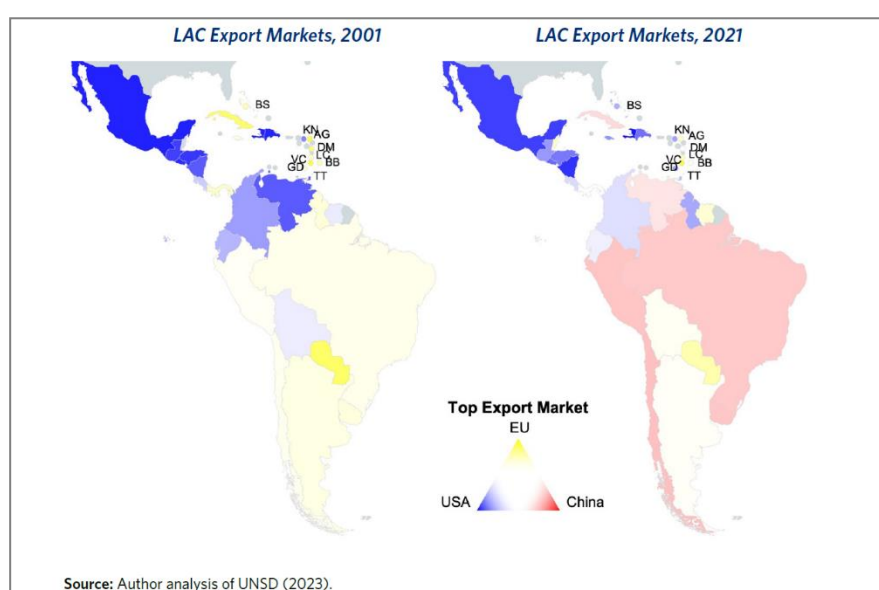 LAC Export Markets, 2001
LAC Export Markets, 2021
BS
KN
AG
DM
LC
VC
BB
GD
TT
BS
KN
AG
DM
LC
VC
BB
GD
TT
Top Export Market
EU
USA
China
Source: Author analysis of UNSD (2023).